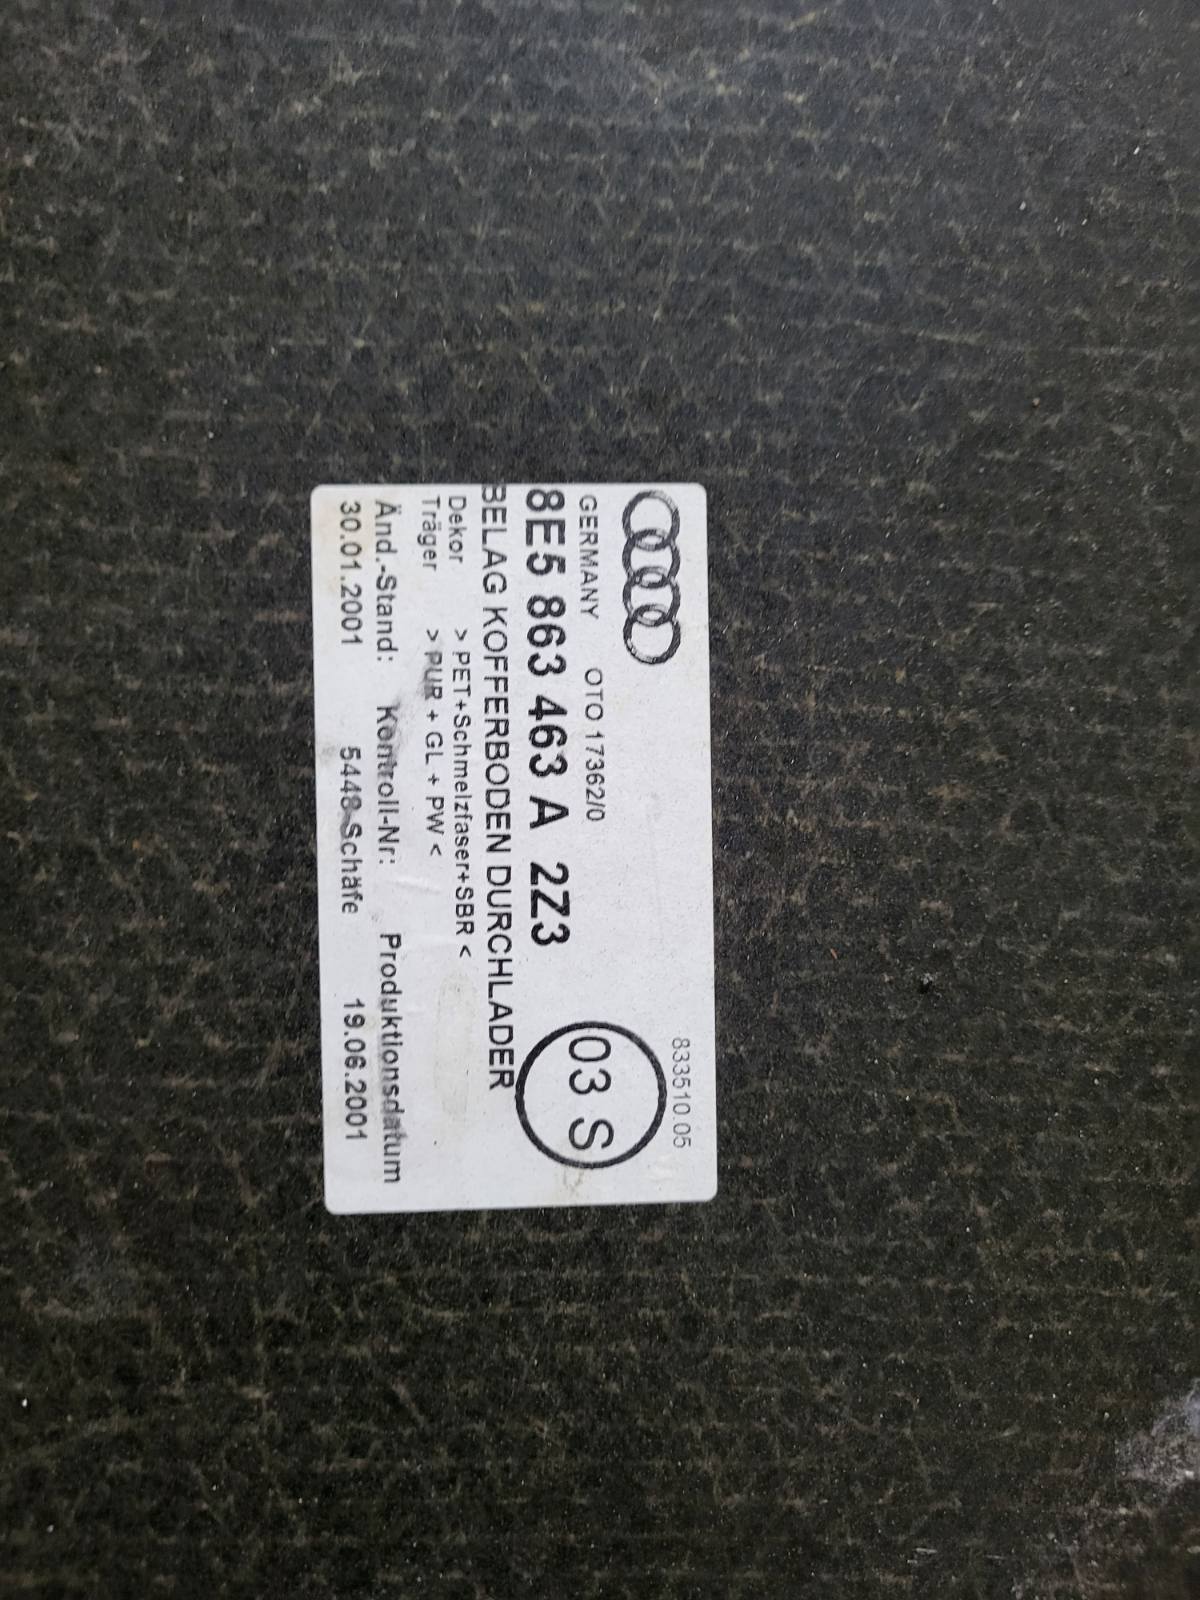 833510.05
GERMANY OTO 17362/0
03 S
8E5 863 463 A 2Z3
BELAG KOFFERBODEN DURCHLADER
Dekor >PET+Schmelzfaser+SBR<
Träger >PUR + GL + PW<
Änd.-Stand: Kontroll-Nr: Produktionsdatum
30.01.2001 5448 Schäfe 19.06.2001